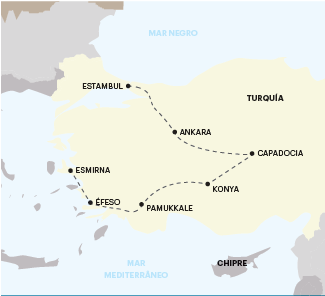 MAR NEGRO
ESTAMBUL
TURQUÍA
ANKARA
CAPADOCIA
ESMIRNA
KONYA
ÉFESO
PAMUKKALE
MAR
MEDITERRÁNEO
CHIPRE